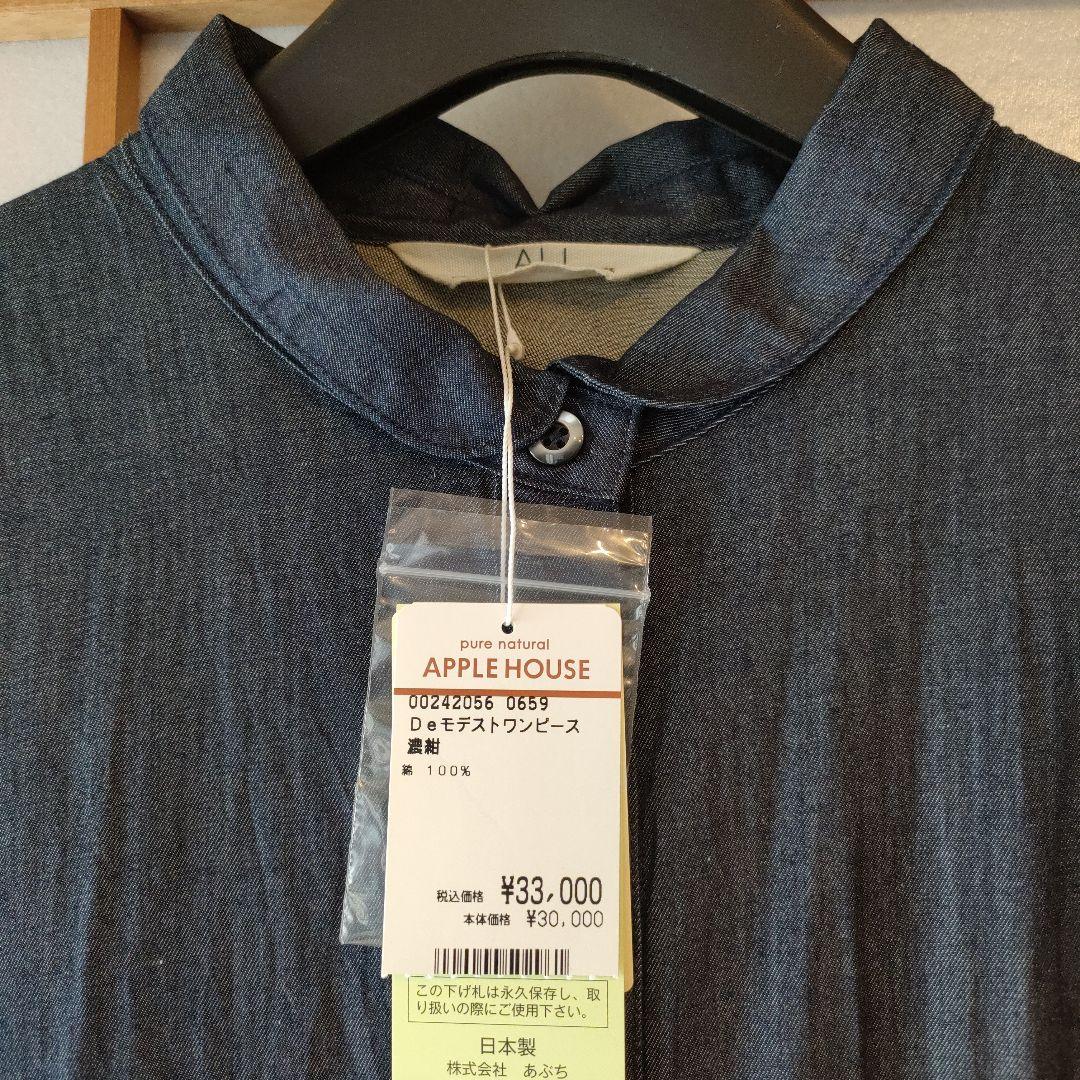 pure natural
APPLE HOUSE
00242056 0659
Deモデストワンピース
濃紺
綿 100%
税込価格 ¥33,000
本体価格 ¥30,000
この下げ札は永久保存し、取
り扱いの際にご使用下さい。
日本製
株式会社 あぶち